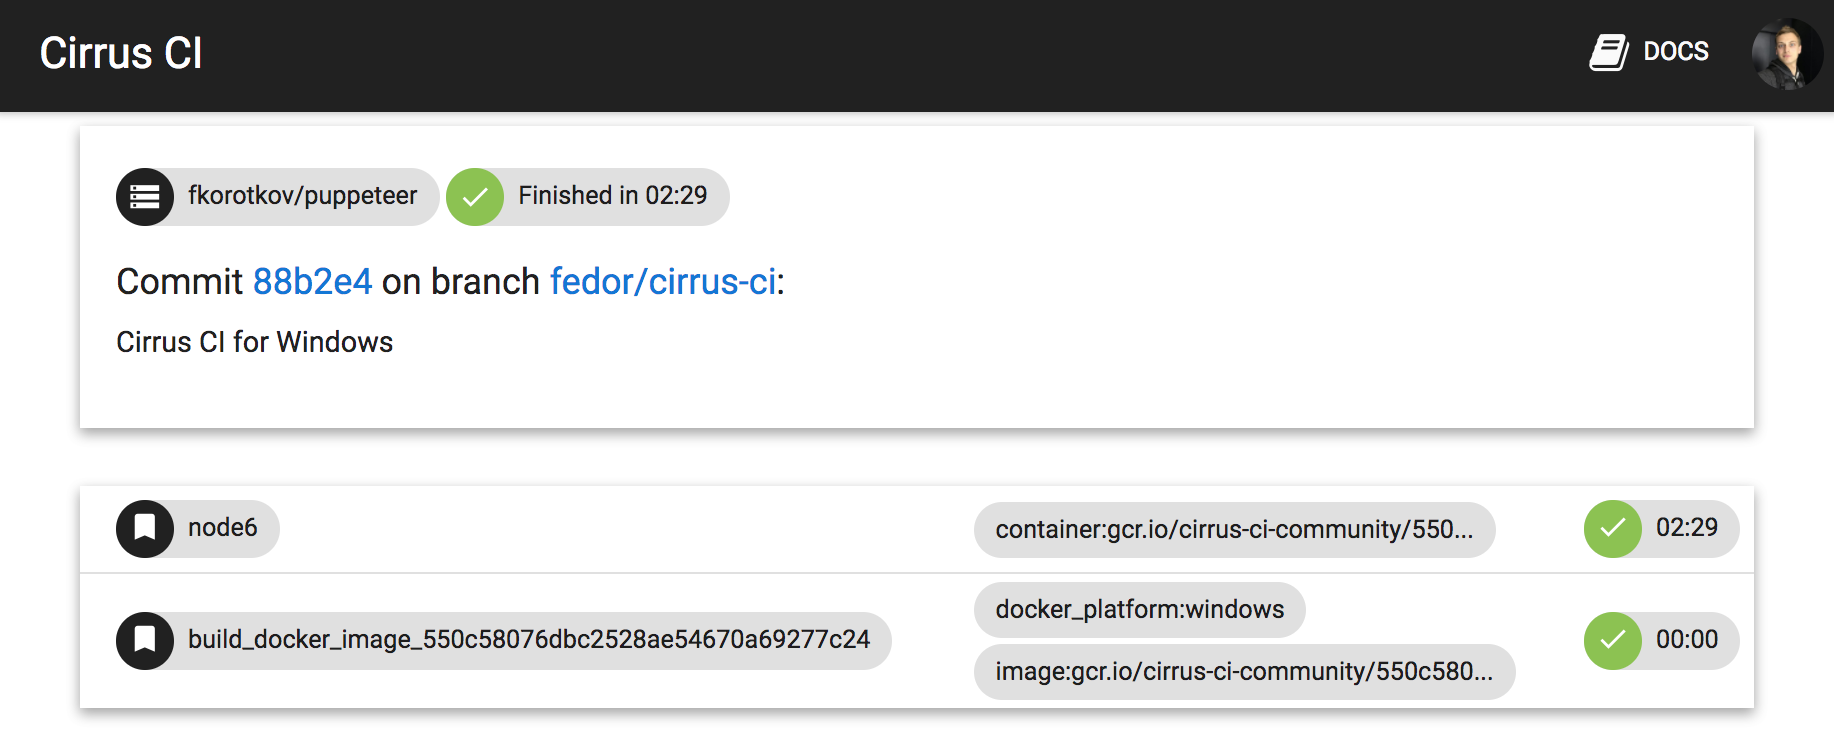 Cirrus CI
DOCS
fkorotkov/puppeteer
Finished in 02:29
Commit 88b2e4 on branch fedor/cirrus-ci:
Cirrus CI for Windows
node6
container:gcr.io/cirrus-ci-community/550...
02:29
build_docker_image_550c58076dbc2528ae54670a69277c24
docker_platform:windows
image:gcr.io/cirrus-ci-community/550c580...
00:00